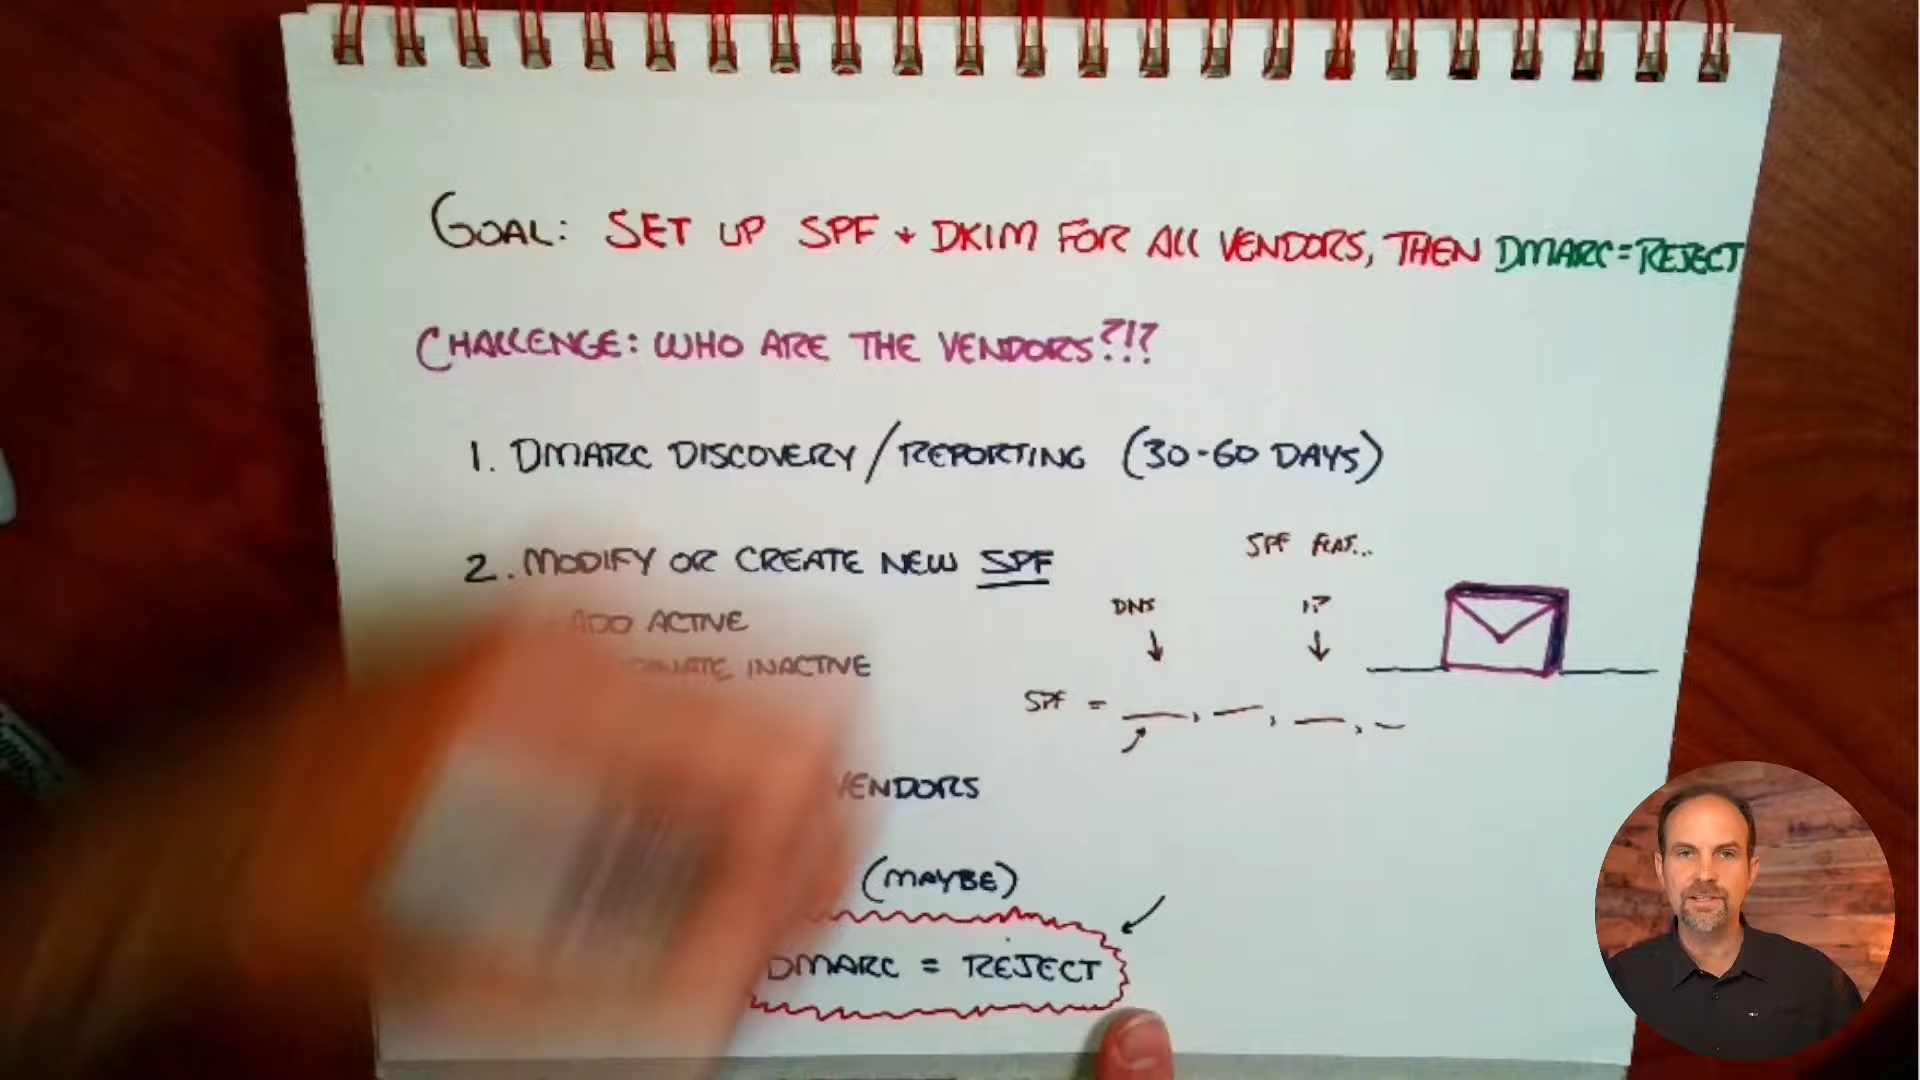 GOAL: SET UP SPF + DKIM FOR ALL VENDORS, THEN DMARC=REJECT
CHALLENGE: WHO ARE THE VENDORS?!?
1. DMARC DISCOVERY/REPORTING (30-60 DAYS)
2. MODIFY OR CREATE NEW SPF
ADD ACTIVE
INACTIVE
SPF FLAT...
DNS
IP
SPF =
VENDORS
(MAYBE)
DMARC = REJECT